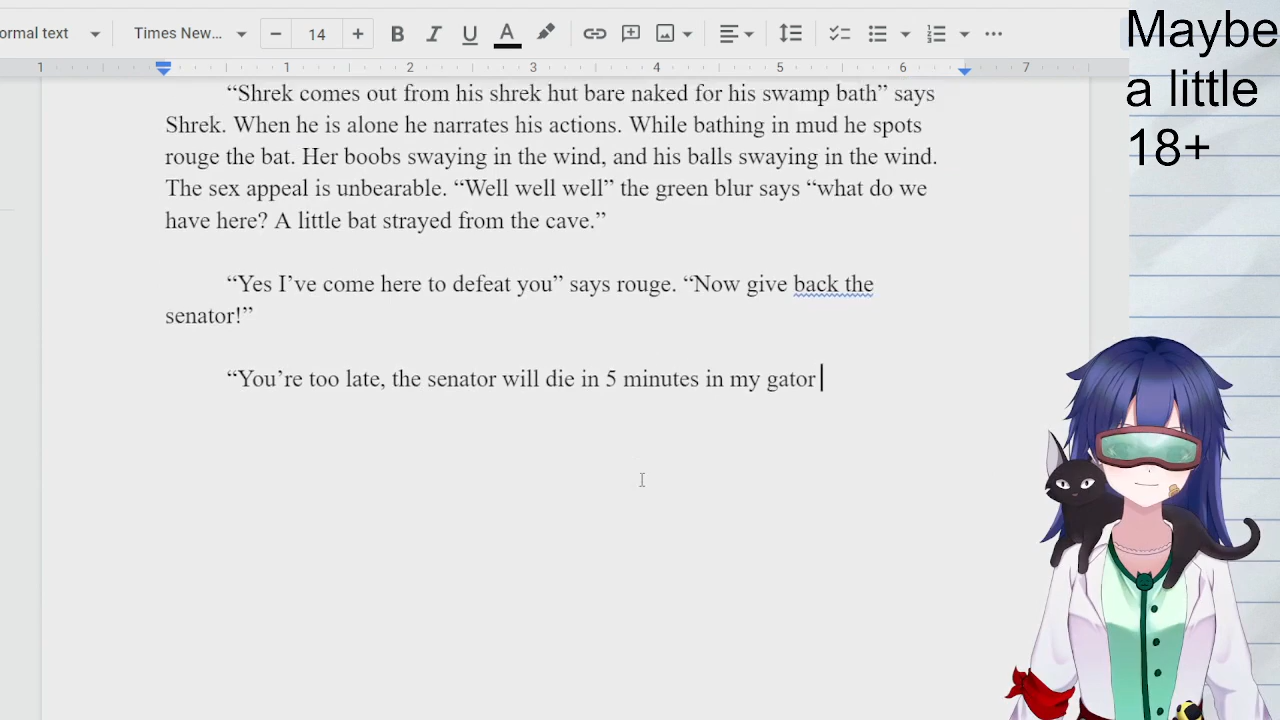 ormal text
Times New...
14
B I U A
1 1 2 3 4 5 6 7
“Shrek comes out from his shrek hut bare naked for his swamp bath” says
Shrek. When he is alone he narrates his actions. While bathing in mud he spots
rouge the bat. Her boobs swaying in the wind, and his balls swaying in the wind.
The sex appeal is unbearable. “Well well well” the green blur says “what do we
have here? A little bat strayed from the cave.”
“Yes I’ve come here to defeat you” says rouge. “Now give back the
senator!”
“You’re too late, the senator will die in 5 minutes in my gator
Maybe
a little
18+